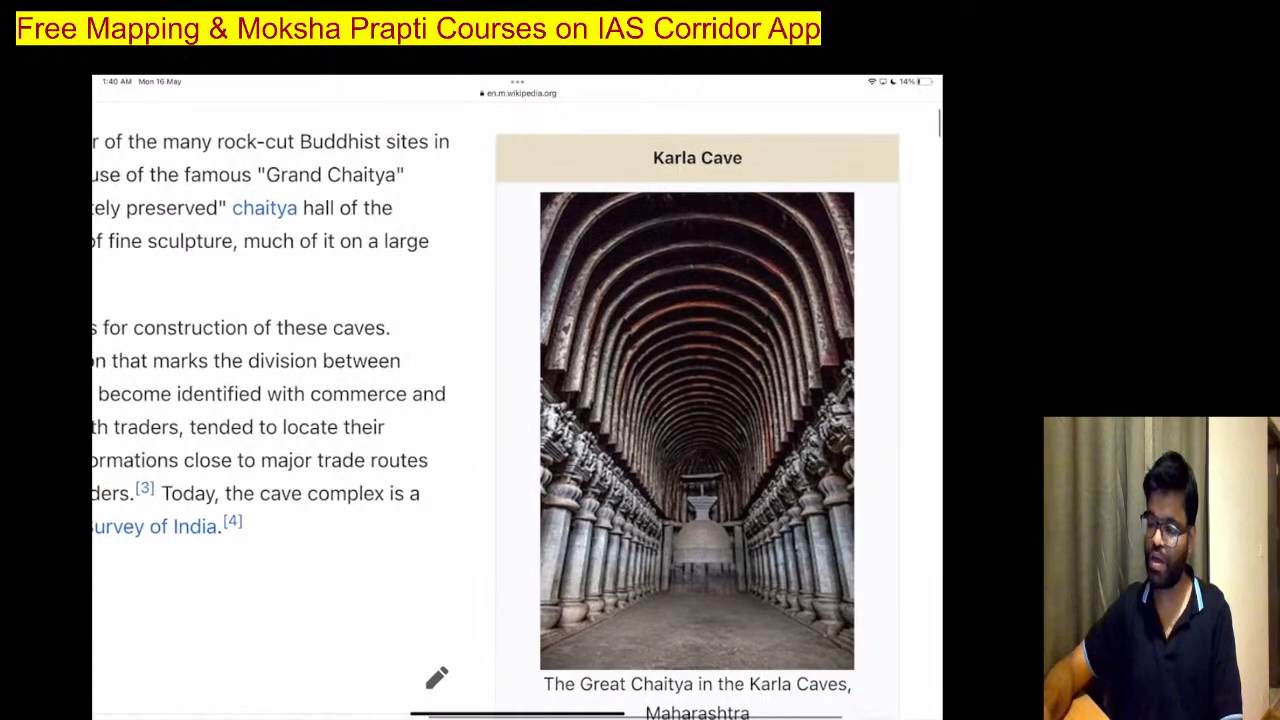 Free Mapping & Moksha Prapti Courses on IAS Corridor App
1:40 AM Mon 16 May
14%
en.m.wikipedia.org
r of the many rock-cut Buddhist sites in
use of the famous "Grand Chaitya"
tely preserved" chaitya hall of the
of fine sculpture, much of it on a large
s for construction of these caves.
on that marks the division between
become identified with commerce and
th traders, tended to locate their
ormations close to major trade routes
ders.[3] Today, the cave complex is a
Survey of India.[4]
Karla Cave
The Great Chaitya in the Karla Caves,
Maharashtra